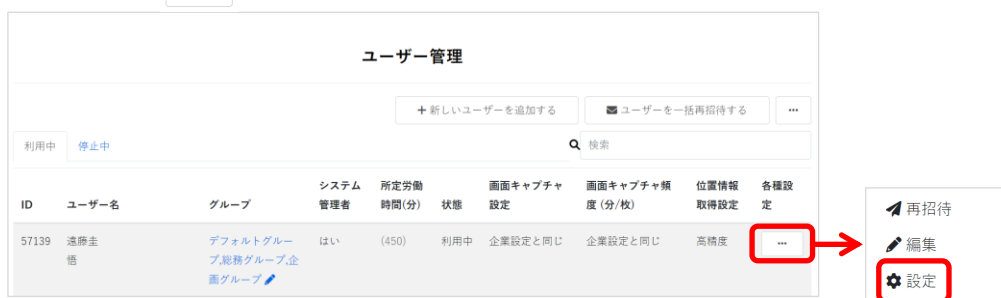 ユーザー管理
+ 新しいユーザーを追加する ユーザーを一括再招待する ...
利用中 停止中 検索
ID ユーザー名 グループ システム管理者 所定労働時間(分) 状態 画面キャプチャ設定 画面キャプチャ頻度 (分/枚) 位置情報取得設定 各種設定
57139 遠藤圭悟 デフォルトグループ,総務グループ,企画グループ はい (450) 利用中 企業設定と同じ 企業設定と同じ 高精度 ...
再招待
編集
設定